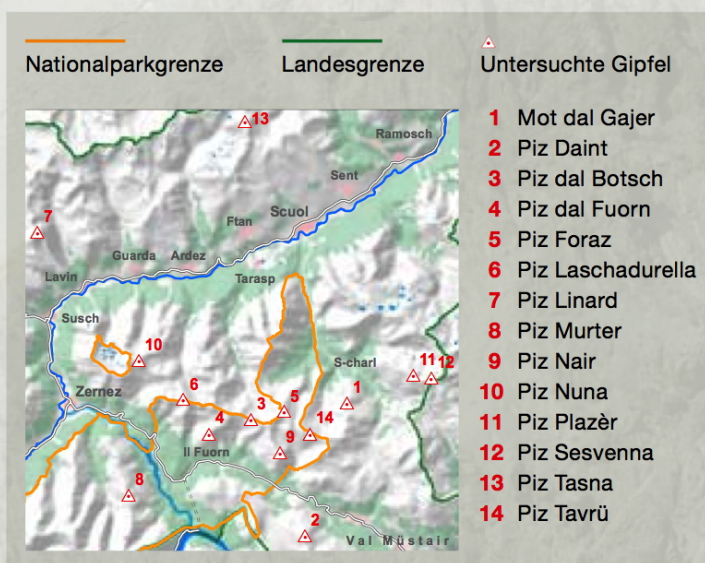 Nationalparkgrenze
Landesgrenze
Untersuchte Gipfel
1 Mot dal Gajer
2 Piz Daint
3 Piz dal Botsch
4 Piz dal Fuorn
5 Piz Foraz
6 Piz Laschadurella
7 Piz Linard
8 Piz Murter
9 Piz Nair
10 Piz Nuna
11 Piz Plazèr
12 Piz Sesvenna
13 Piz Tasna
14 Piz Tavrü
13
Ramosch
Sent
7
Ftan
Scuol
Guarda
Ardez
Lavin
Tarasp
Susch
10
S-charl
11
12
Zernez
6
5
1
3
4
14
Il Fuorn
9
8
2
Val Müstair